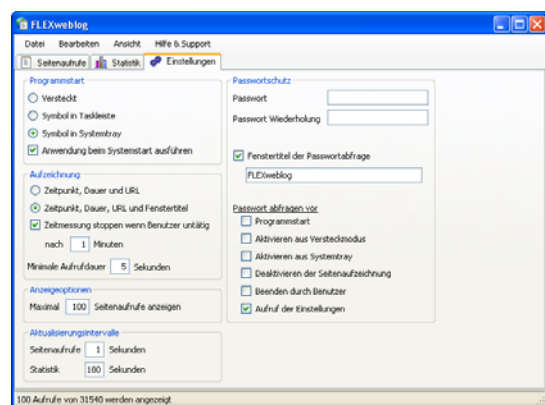 FLEXweblog
Datei Bearbeiten Ansicht Hilfe & Support
Seitenaufrufe Statistik Einstellungen
Programmstart
Versteckt
Symbol in Taskleiste
Symbol in Systemtray
Anwendung beim Systemstart ausführen
Aufzeichnung
Zeitpunkt, Dauer und URL
Zeitpunkt, Dauer, URL und Fenstertitel
Zeitmessung stoppen wenn Benutzer untätig
nach 1 Minuten
Minimale Aufrufdauer 5 Sekunden
Anzeigeoptionen
Maximal 100 Seitenaufrufe anzeigen
Aktualisierungsintervalle
Seitenaufrufe 1 Sekunden
Statistik 180 Sekunden
Passwortschutz
Passwort
Passwort Wiederholung
Fenstertitel der Passwortabfrage
FLEXweblog
Passwort abfragen vor
Programmstart
Aktivieren aus Versteckmodus
Aktivieren aus Systemtray
Deaktivieren der Seitenaufzeichnung
Beenden durch Benutzer
Aufruf der Einstellungen
100 Aufrufe von 31540 werden angezeigt